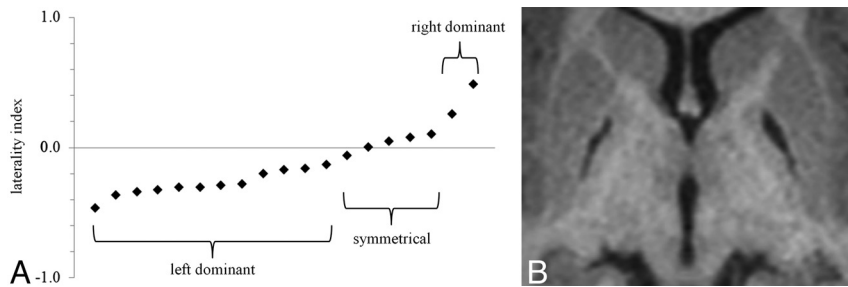 1.0
right dominant
laterality index
0.0
symmetrical
left dominant
-1.0
A
B